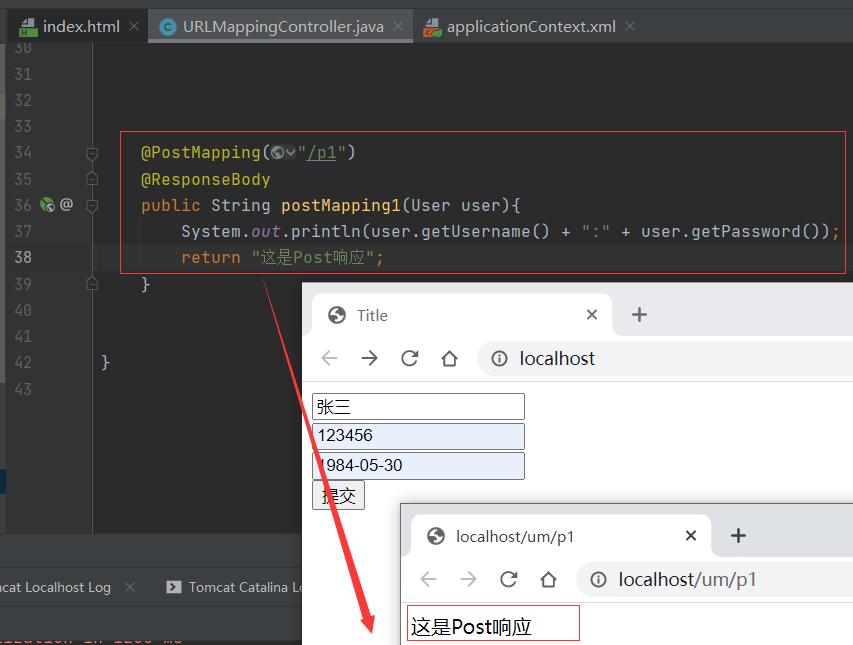 index.html
URLMappingController.java
applicationContext.xml
30
31
32
33
34 @PostMapping("/p1")
35 @ResponseBody
36 public String postMapping1(User user){
37 System.out.println(user.getUsername() + ":" + user.getPassword());
38 return "这是Post响应";
39 }
40
41
42 }
43
Title
localhost
张三
123456
1984-05-30
提交
localhost/um/p1
localhost/um/p1
这是Post响应
cat Localhost Log
Tomcat Catalina Lo